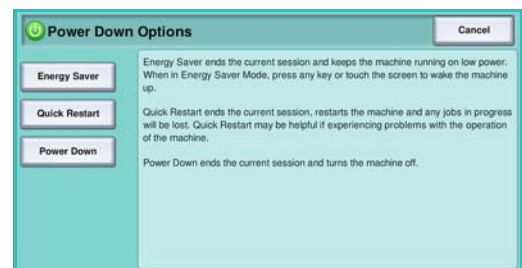 Power Down Options
Cancel
Energy Saver
Quick Restart
Power Down
Energy Saver ends the current session and keeps the machine running on low power.
When in Energy Saver Mode, press any key or touch the screen to wake the machine
up.
Quick Restart ends the current session, restarts the machine and any jobs in progress
will be lost. Quick Restart may be helpful if experiencing problems with the operation
of the machine.
Power Down ends the current session and turns the machine off.